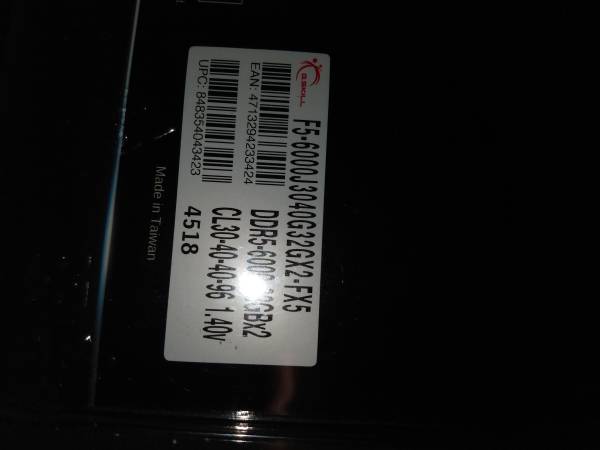 G.SKILL
F5-6000J3040G32GX2-FX5
EAN: 4713294233424
DDR5-6000 32GBx2
CL30-40-40-96 1.40v
UPC: 848354043423
4518
Made in Taiwan